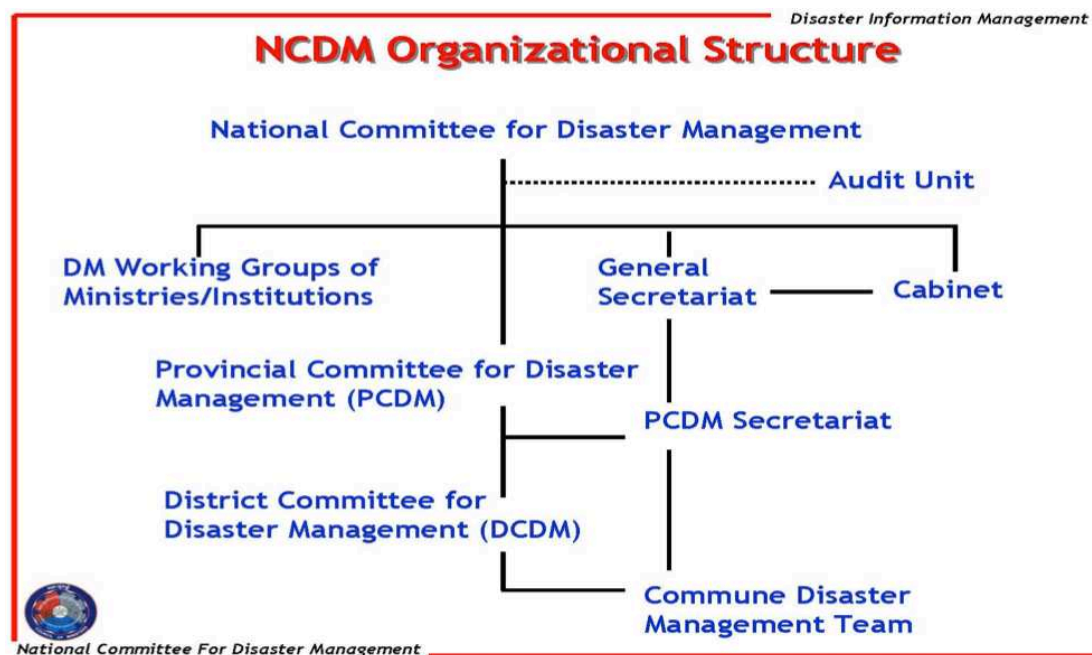 Disaster Information Management
NCDM Organizational Structure
National Committee for Disaster Management
Audit Unit
DM Working Groups of
Ministries/Institutions
General
Secretariat
Cabinet
Provincial Committee for Disaster
Management (PCDM)
PCDM Secretariat
District Committee for
Disaster Management (DCDM)
Commune Disaster
Management Team
National Committee For Disaster Management